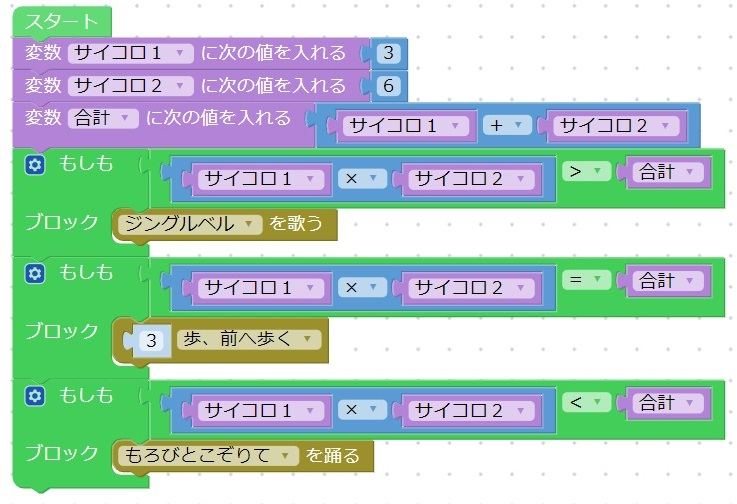 スタート
変数 サイコロ１ に次の値を入れる 3
変数 サイコロ２ に次の値を入れる 6
変数 合計 に次の値を入れる サイコロ１ + サイコロ２
もしも サイコロ１ × サイコロ２ > 合計
ブロック ジングルベル を歌う
もしも サイコロ１ × サイコロ２ = 合計
ブロック 3 歩、前へ歩く
もしも サイコロ１ × サイコロ２ < 合計
ブロック もろびとこぞりて を踊る